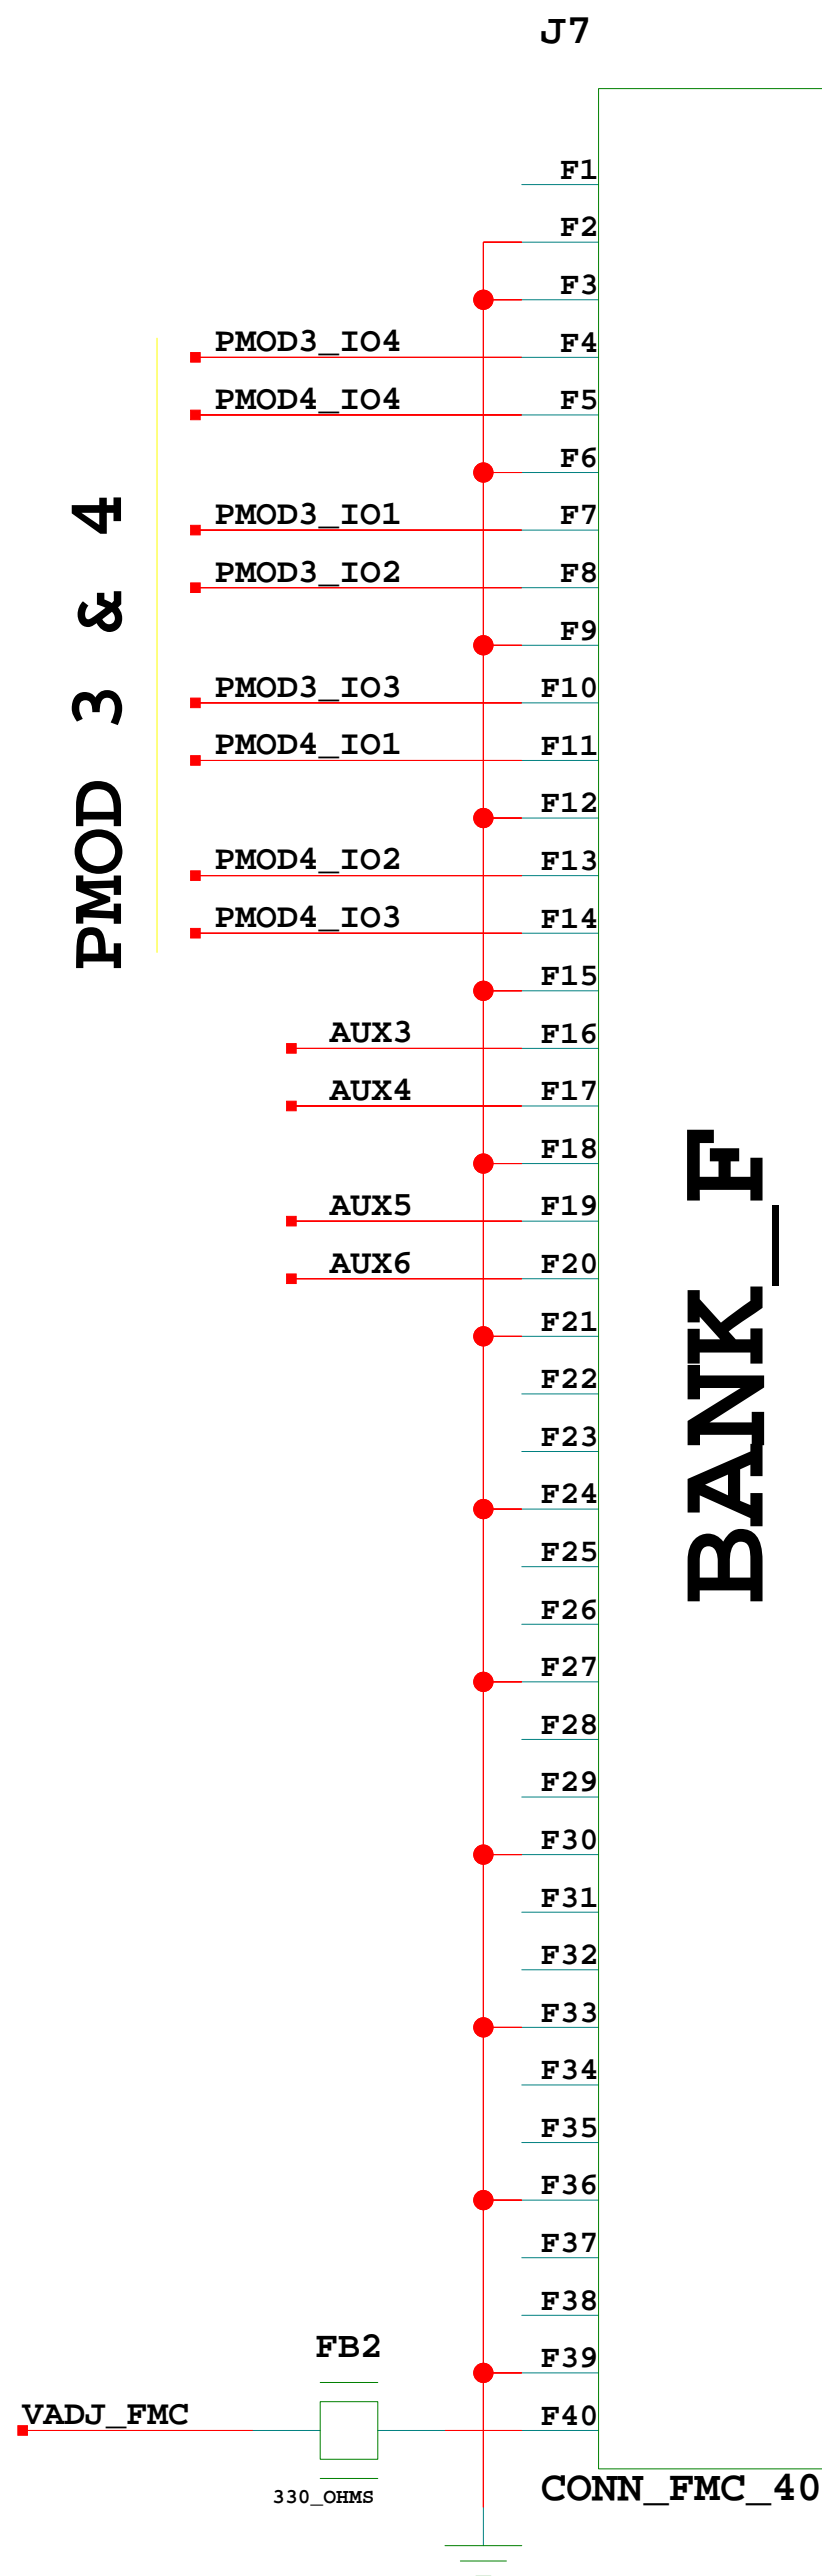 J7
F1
F2
F3
PMOD3_IO4 F4
PMOD4_IO4 F5
F6
PMOD3_IO1 F7
PMOD3_IO2 F8
F9
PMOD3_IO3 F10
PMOD4_IO1 F11
F12
PMOD4_IO2 F13
PMOD4_IO3 F14
F15
PMOD 3 & 4
AUX3 F16
AUX4 F17
F18
AUX5 F19
AUX6 F20
F21
F22
F23
F24
F25
F26
BANK_F
F27
F28
F29
F30
F31
F32
F33
F34
F35
F36
F37
F38
FB2
F39
VADJ_FMC F40
330_OHMS
CONN_FMC_40